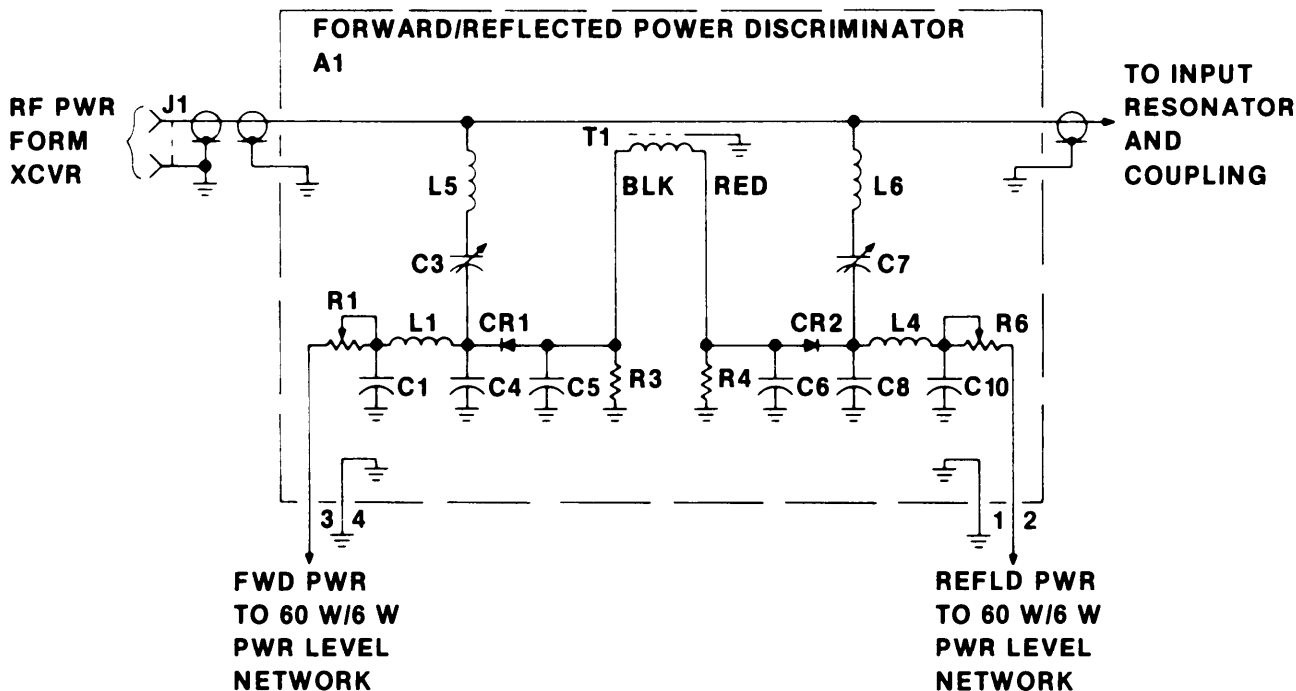 FORWARD/REFLECTED POWER DISCRIMINATOR
A1
RF PWR
FORM
XCVR
J1
TO INPUT
RESONATOR
AND
COUPLING
T1
L5
BLK
RED
L6
C3
C7
R1
L1
CR1
CR2
L4
R6
C1
C4
C5
R3
R4
C6
C8
C10
3
4
1
2
FWD PWR
TO 60 W/6 W
PWR LEVEL
NETWORK
REFLD PWR
TO 60 W/6 W
PWR LEVEL
NETWORK